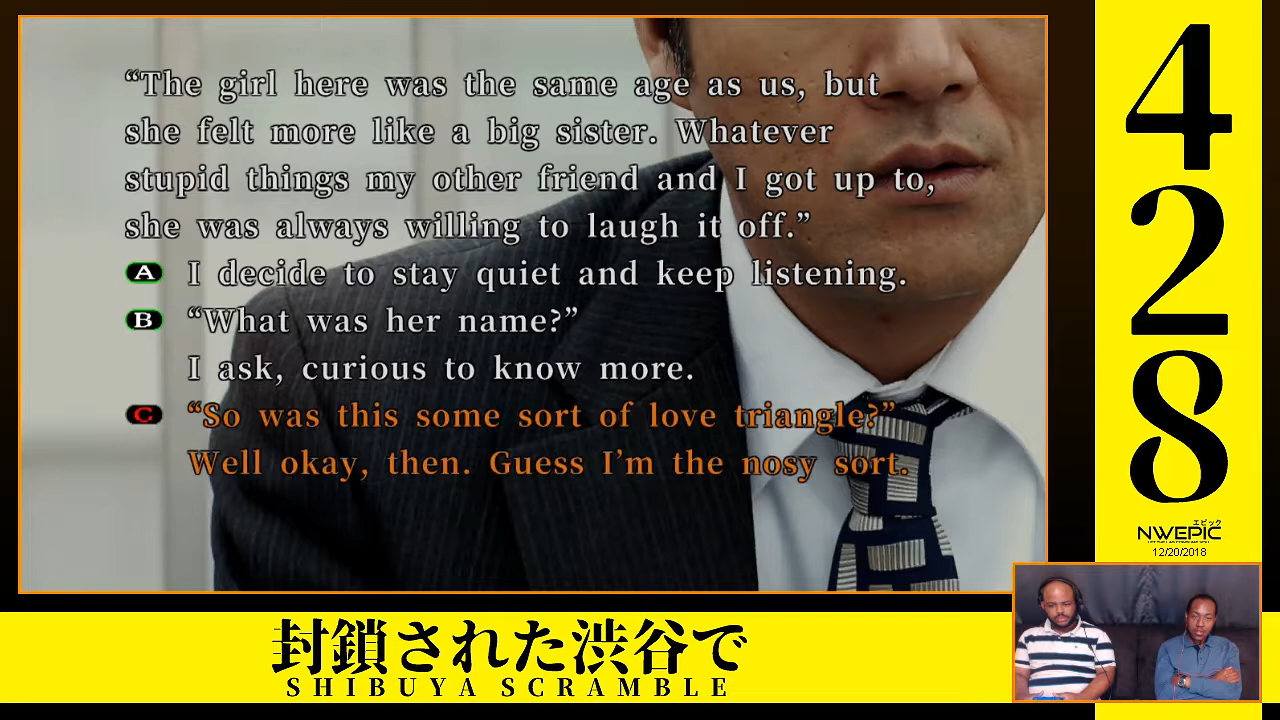 “The girl here was the same age as us, but
she felt more like a big sister. Whatever
stupid things my other friend and I got up to,
she was always willing to laugh it off.”
A I decide to stay quiet and keep listening.
B “What was her name?”
I ask, curious to know more.
C “So was this some sort of love triangle?”
Well okay, then. Guess I’m the nosy sort.
4
2
8
エピック
NWEPIC
12/20/2018
封鎖された渋谷で
SHIBUYA SCRAMBLE